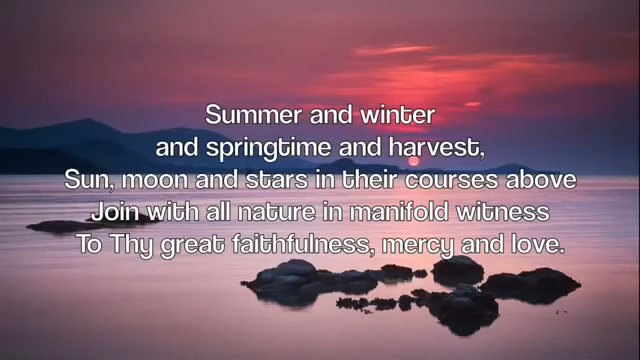 Summer and winter
and springtime and harvest,
Sun, moon and stars in their courses above
Join with all nature in manifold witness
To Thy great faithfulness, mercy and love.